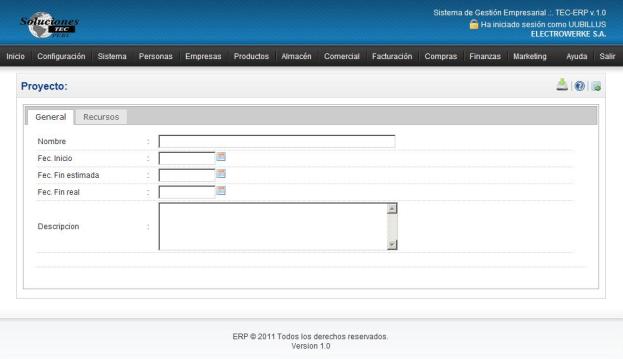 Soluciones
TEC
PERU
Sistema de Gestión Empresarial .:. TEC-ERP v.1.0
Ha iniciado sesión como UUBILLUS
ELECTROWERKE S.A.
Inicio Configuración Sistema Personas Empresas Productos Almacén Comercial Facturación Compras Finanzas Marketing Ayuda Salir
Proyecto:
General Recursos
Nombre :
Fec. Inicio :
Fec. Fin estimada :
Fec. Fin real :
Descripcion :
ERP © 2011 Todos los derechos reservados.
Version 1.0